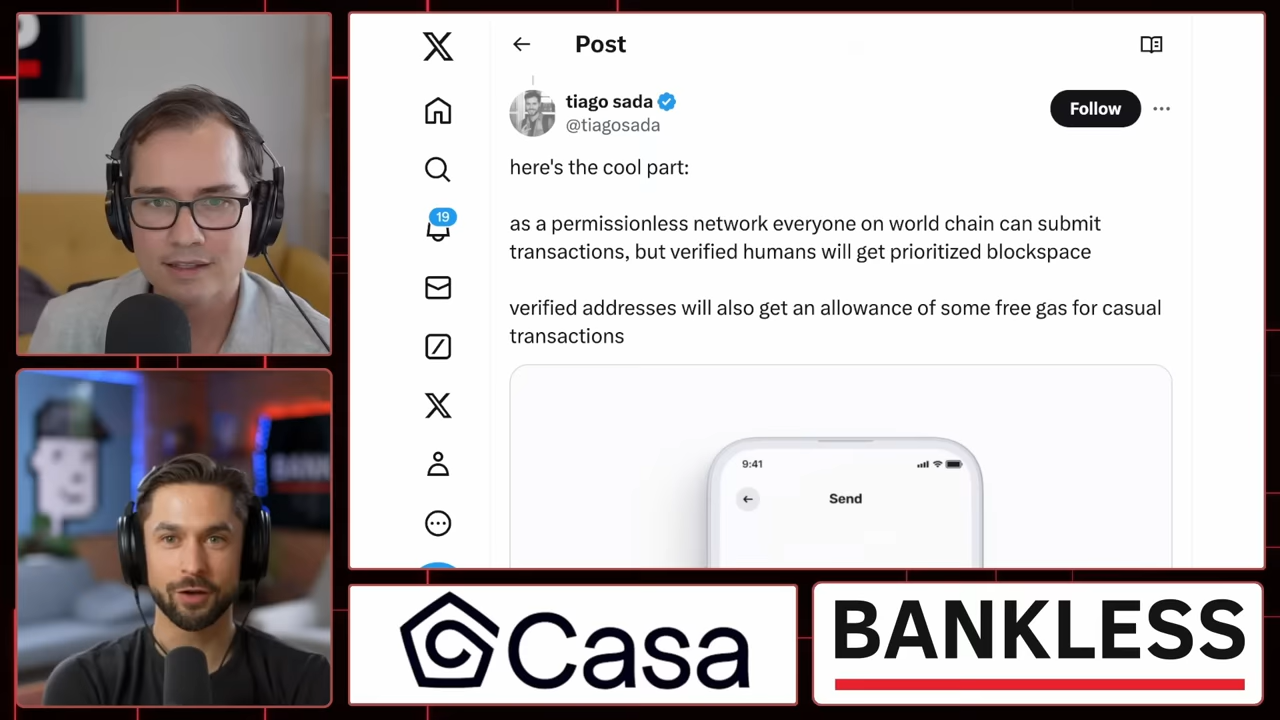 Post
tiago sada
@tiagosada
Follow
here's the cool part:
as a permissionless network everyone on world chain can submit
transactions, but verified humans will get prioritized blockspace
verified addresses will also get an allowance of some free gas for casual
transactions
19
9:41
Send
Casa
BANKLESS